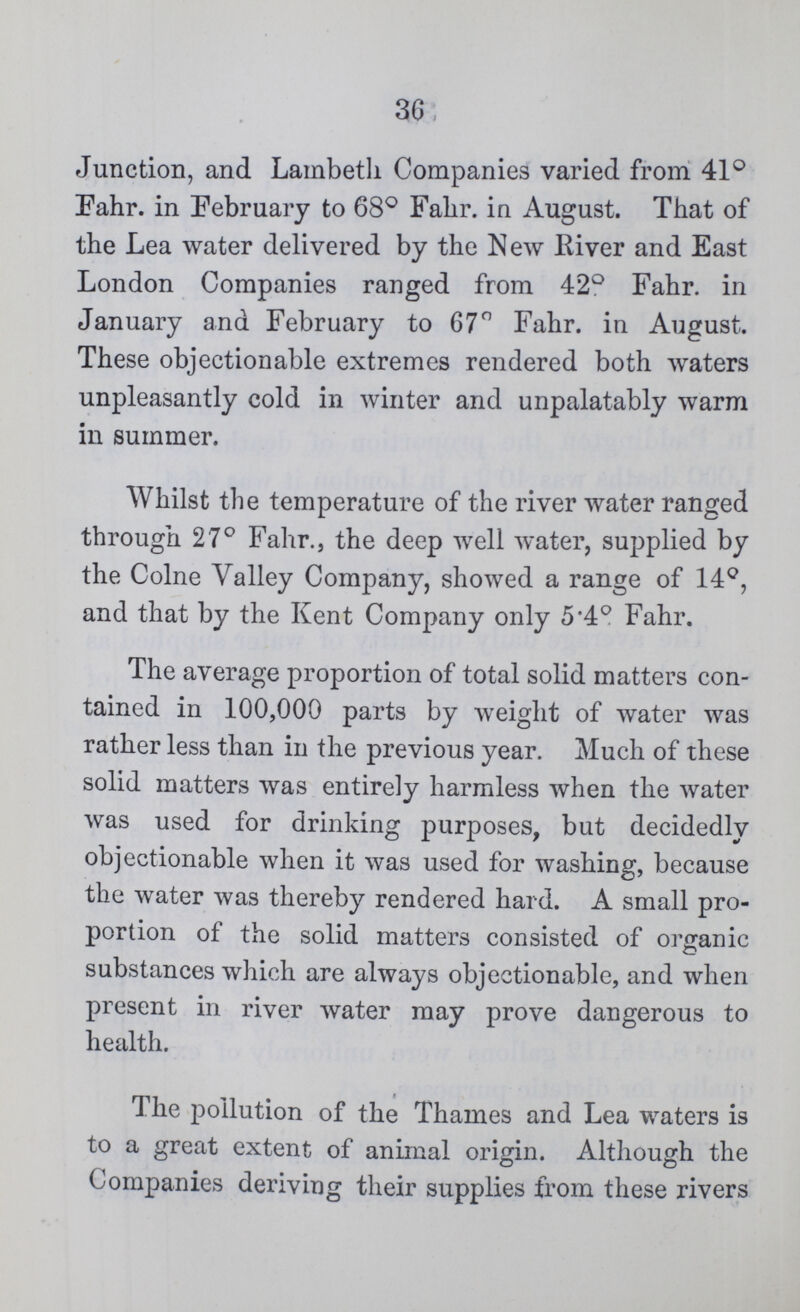 36
Junction, and Lambeth Companies varied from 41°
Fahr. in February to 68° Fahr. in August. That of
the Lea water delivered by the New River and East
London Companies ranged from 42° Fahr. in
January and February to 67° Fahr. in August.
These objectionable extremes rendered both waters
unpleasantly cold in winter and unpalatably warm
in summer.
Whilst the temperature of the river water ranged
through 27° Fahr., the deep well water, supplied by
the Colne Valley Company, showed a range of 14°,
and that by the Kent Company only 5·4° Fahr.
The average proportion of total solid matters con-
tained in 100,000 parts by weight of water was
rather less than in the previous year. Much of these
solid matters was entirely harmless when the water
was used for drinking purposes, but decidedly
objectionable when it was used for washing, because
the water was thereby rendered hard. A small pro-
portion of the solid matters consisted of organic
substances which are always objectionable, and when
present in river water may prove dangerous to
health.
The pollution of the Thames and Lea waters is
to a great extent of animal origin. Although the
Companies deriving their supplies from these rivers